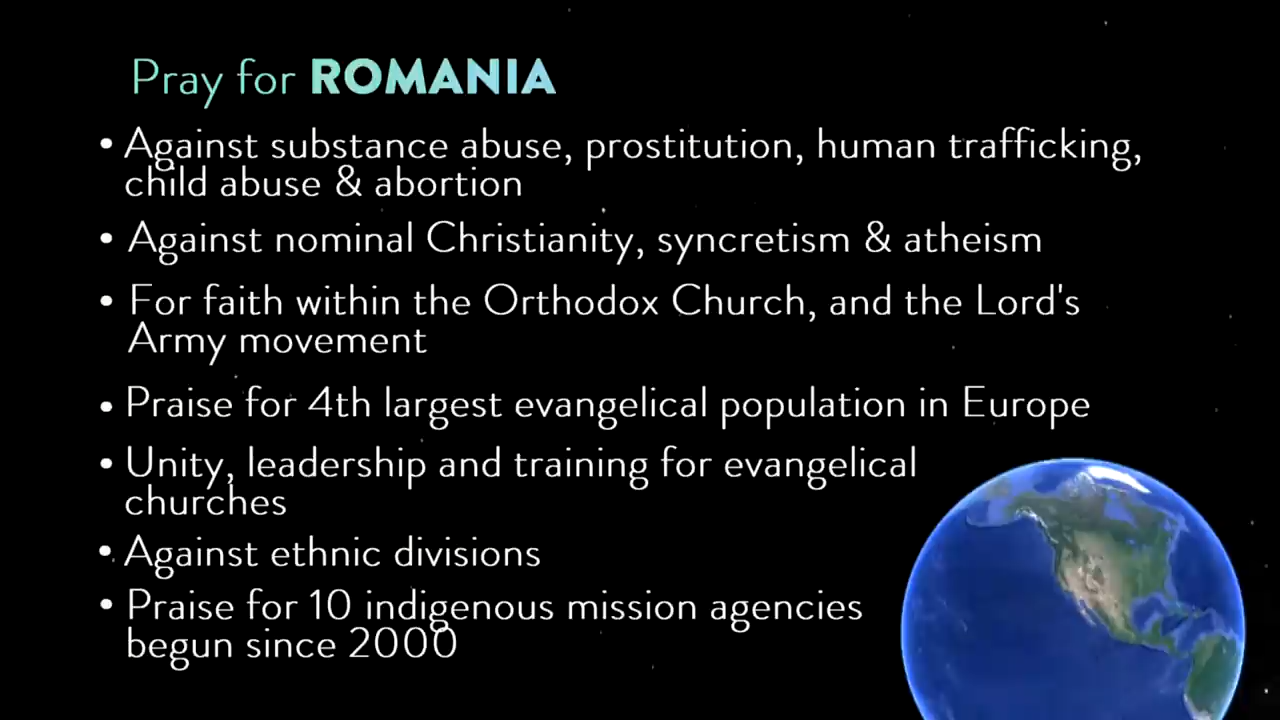 Pray for ROMANIA
• Against substance abuse, prostitution, human trafficking,
child abuse & abortion
• Against nominal Christianity, syncretism & atheism
• For faith within the Orthodox Church, and the Lord's
Army movement
• Praise for 4th largest evangelical population in Europe
• Unity, leadership and training for evangelical
churches
• Against ethnic divisions
• Praise for 10 indigenous mission agencies
begun since 2000